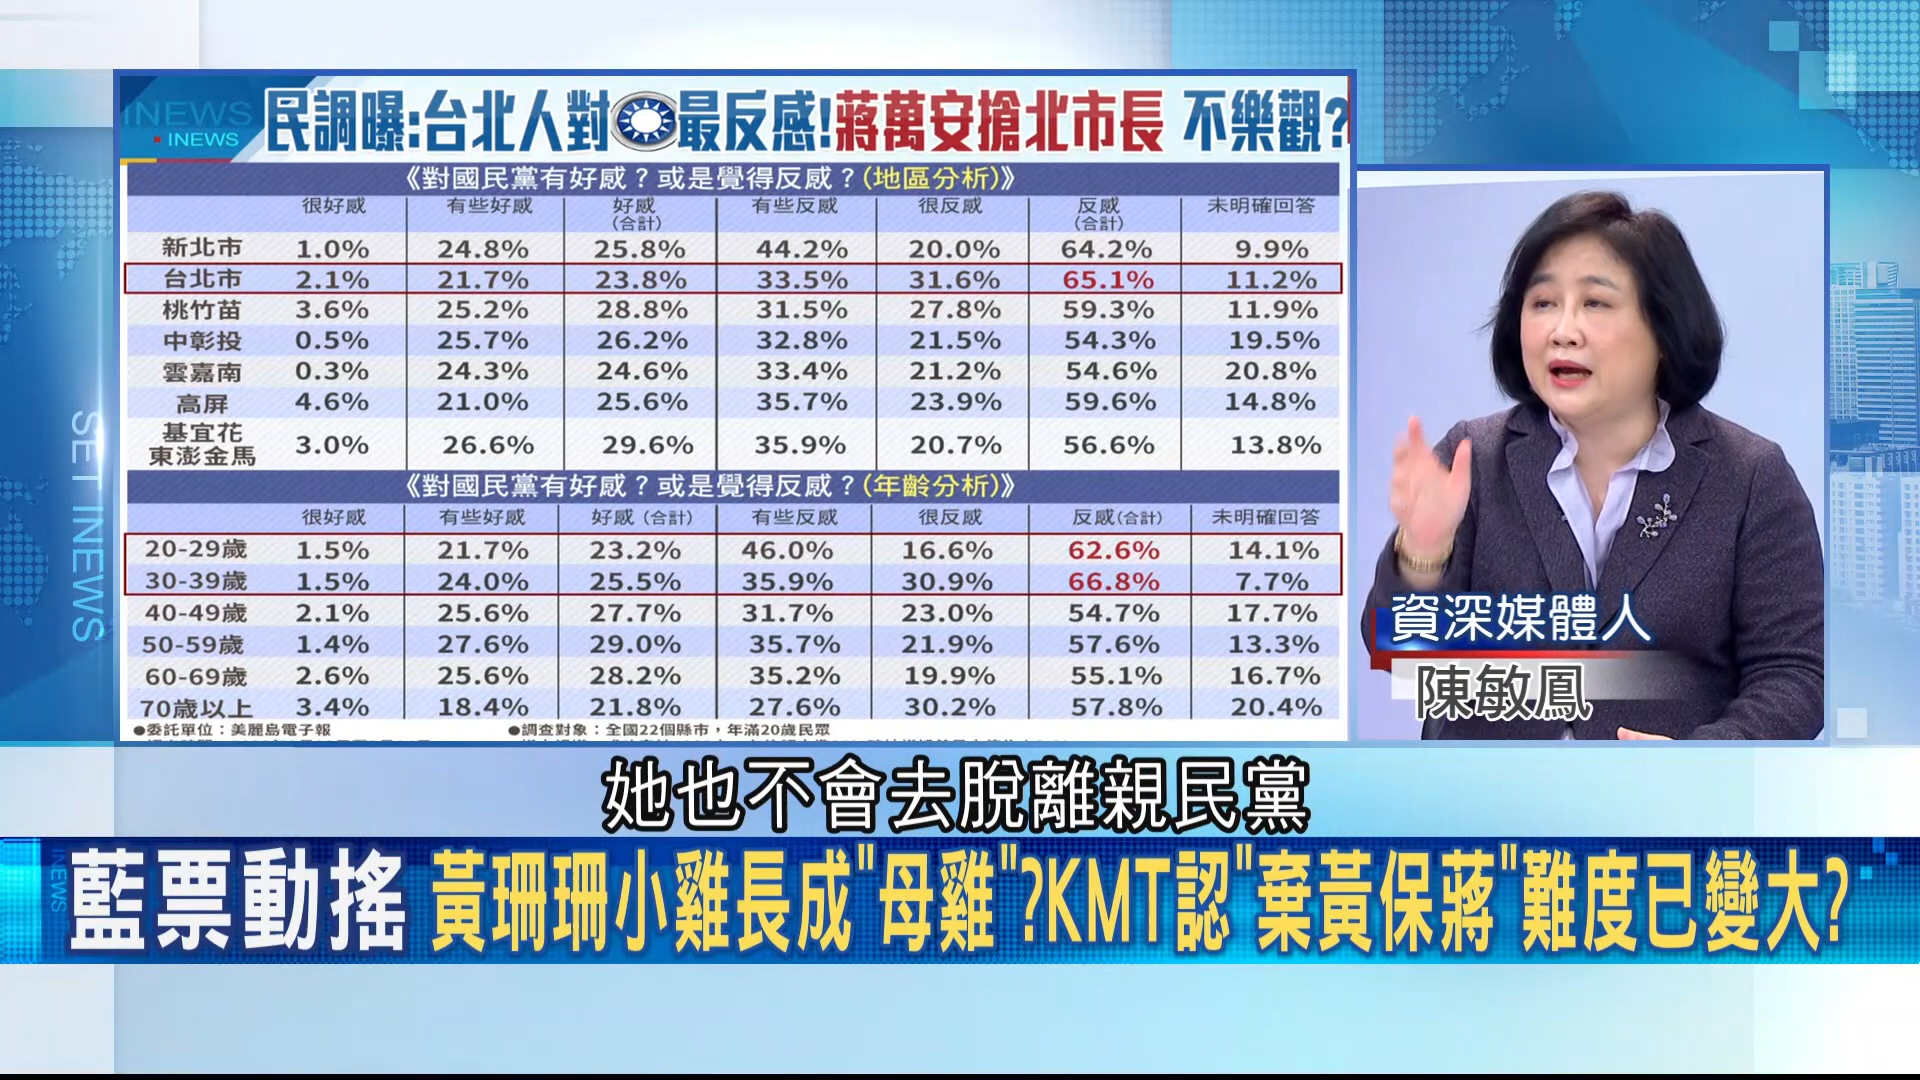 INEWS
INEWS
民調曝:台北人對最反感!蔣萬安搶北市長 不樂觀?
《對國民黨有好感?或是覺得反感?(地區分析)》
很好感 有些好感 好感(合計) 有些反感 很反感 反感(合計) 未明確回答
新北市 1.0% 24.8% 25.8% 44.2% 20.0% 64.2% 9.9%
台北市 2.1% 21.7% 23.8% 33.5% 31.6% 65.1% 11.2%
桃竹苗 3.6% 25.2% 28.8% 31.5% 27.8% 59.3% 11.9%
中彰投 0.5% 25.7% 26.2% 32.8% 21.5% 54.3% 19.5%
雲嘉南 0.3% 24.3% 24.6% 33.4% 21.2% 54.6% 20.8%
高屏 4.6% 21.0% 25.6% 35.7% 23.9% 59.6% 14.8%
基宜花東澎金馬 3.0% 26.6% 29.6% 35.9% 20.7% 56.6% 13.8%
《對國民黨有好感?或是覺得反感?(年齡分析)》
很好感 有些好感 好感(合計) 有些反感 很反感 反感(合計) 未明確回答
20-29歲 1.5% 21.7% 23.2% 46.0% 16.6% 62.6% 14.1%
30-39歲 1.5% 24.0% 25.5% 35.9% 30.9% 66.8% 7.7%
40-49歲 2.1% 25.6% 27.7% 31.7% 23.0% 54.7% 17.7%
50-59歲 1.4% 27.6% 29.0% 35.7% 21.9% 57.6% 13.3%
60-69歲 2.6% 25.6% 28.2% 35.2% 19.9% 55.1% 16.7%
70歲以上 3.4% 18.4% 21.8% 27.6% 30.2% 57.8% 20.4%
●委託單位:美麗島電子報 ●調查對象:全國22個縣市,年滿20歲民眾
SET INEWS
資深媒體人
陳敏鳳
她也不會去脫離親民黨
INEWS
藍票動搖 黃珊珊小雞長成"母雞"?KMT認"棄黃保蔣"難度已變大?